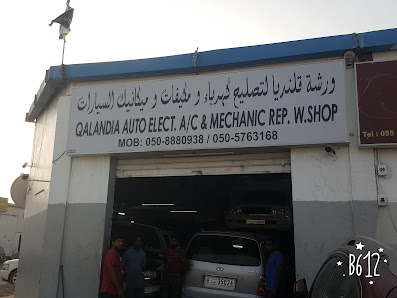 ورشة قلنديا لتصليح كهرباء و مكيفات و ميكانيك السيارات
QALANDIA AUTO ELECT. A/C & MECHANIC REP. W.SHOP
MOB: 050-8880938 / 050-5763168
Tel : 055
B612